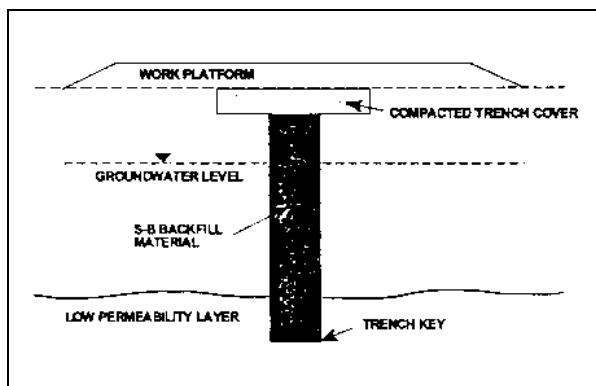 WORK PLATFORM
COMPACTED TRENCH COVER
GROUNDWATER LEVEL
S-B BACKFILL
MATERIAL
LOW PERMEABILITY LAYER
TRENCH KEY